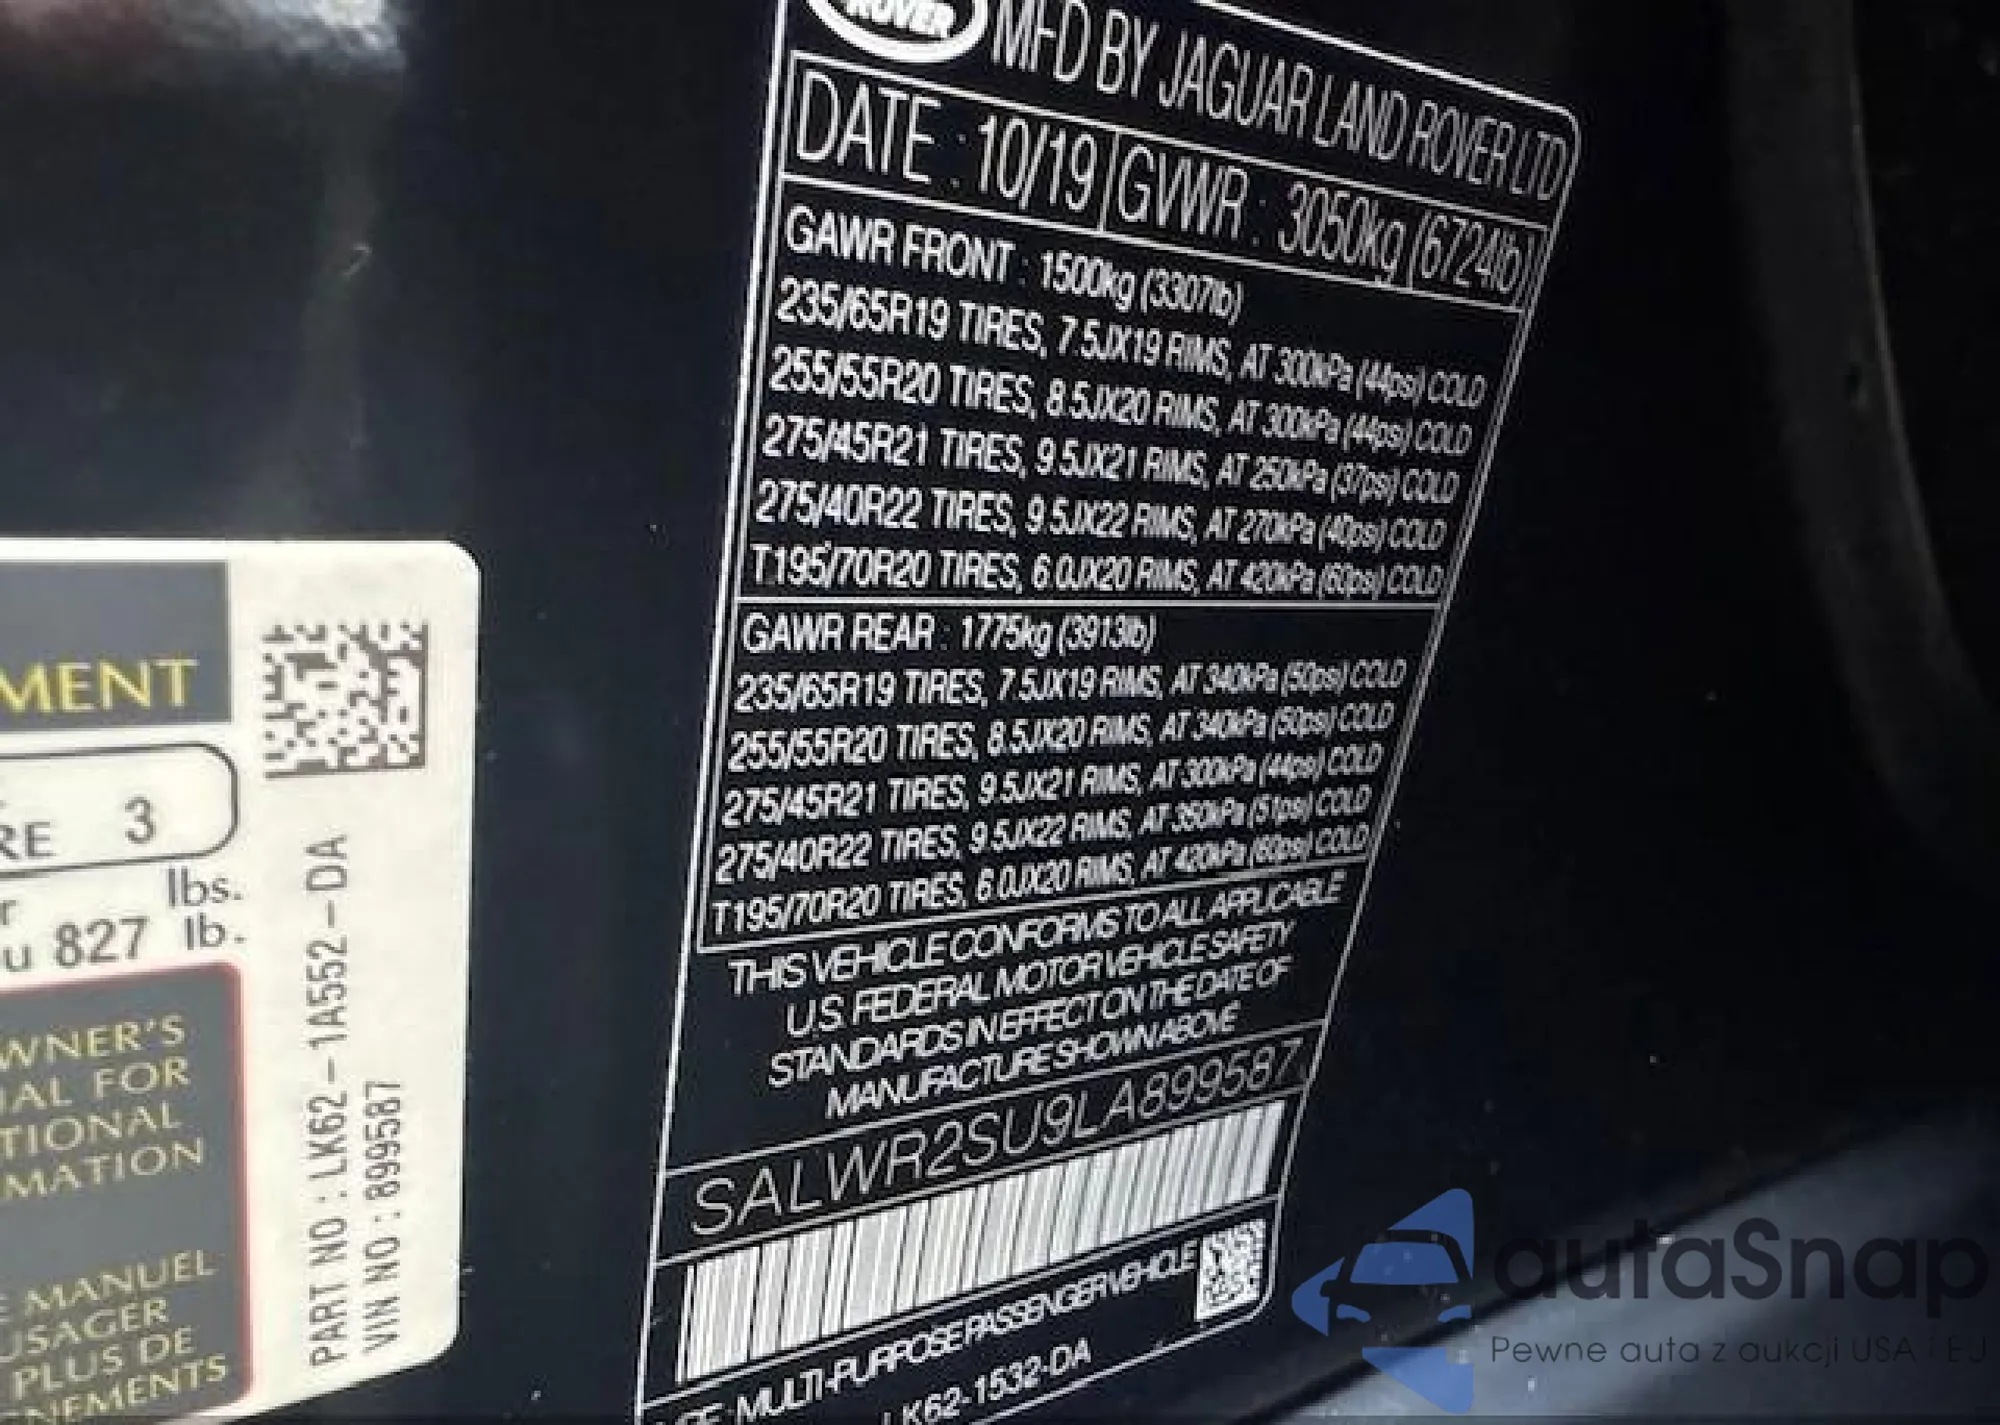 ROVER
MFD BY JAGUAR LAND ROVER LTD
DATE : 10/19 GVWR : 3050kg (6724lb)
GAWR FRONT : 1500kg (3307lb)
235/65R19 TIRES, 7.5JX19 RIMS, AT 300kPa (44psi) COLD
255/55R20 TIRES, 8.5JX20 RIMS, AT 300kPa (44psi) COLD
275/45R21 TIRES, 9.5JX21 RIMS, AT 250kPa (37psi) COLD
275/40R22 TIRES, 9.5JX22 RIMS, AT 270kPa (40psi) COLD
T195/70R20 TIRES, 6.0JX20 RIMS, AT 420kPa (60psi) COLD
GAWR REAR : 1775kg (3913lb)
235/65R19 TIRES, 7.5JX19 RIMS, AT 340kPa (50psi) COLD
255/55R20 TIRES, 8.5JX20 RIMS, AT 340kPa (50psi) COLD
275/45R21 TIRES, 9.5JX21 RIMS, AT 300kPa (44psi) COLD
275/40R22 TIRES, 9.5JX22 RIMS, AT 350kPa (51psi) COLD
T195/70R20 TIRES, 6.0JX20 RIMS, AT 420kPa (60psi) COLD
THIS VEHICLE CONFORMS TO ALL APPLICABLE
U.S. FEDERAL MOTOR VEHICLE SAFETY
STANDARDS IN EFFECT ON THE DATE OF
MANUFACTURE SHOWN ABOVE
SALWR2SU9LA899587
TYPE: MULTI-PURPOSE PASSENGER VEHICLE
LK62-1532-DA
MENT
RE 3
r lbs.
u 827 lb.
WNER'S
IAL FOR
TIONAL
MATION
E MANUEL
USAGER
PLUS DE
NEMENTS
PART NO : LK62-1A552-DA
VIN NO : 899587
autaSnap
Pewne auta z aukcji USA i EJ